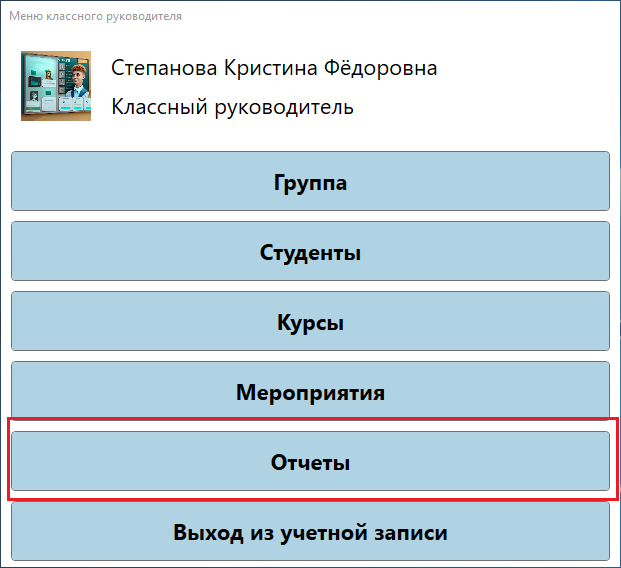 Меню классного руководителя
Степанова Кристина Фёдоровна
Классный руководитель
Группа
Студенты
Курсы
Мероприятия
Отчеты
Выход из учетной записи